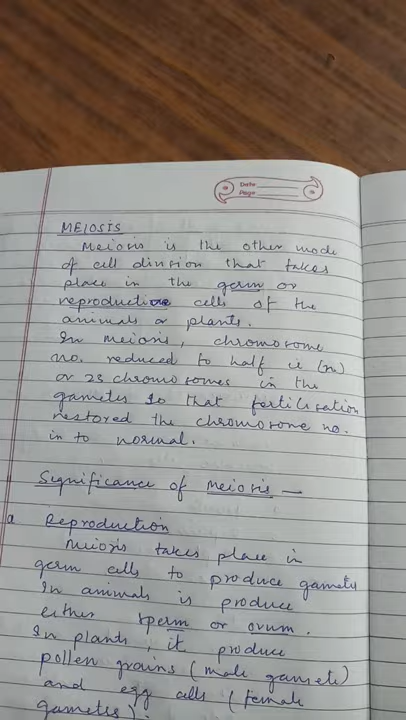 Date
Page
MEIOSIS
Meiosis is the other mode
of cell division that takes
place in the germ or
reproductive cells of the
animals or plants.
In meiosis, chromosome
no. reduced to half ie (n)
or 23 chromosomes in the
gametes so that fertilisation
restored the chromosome no.
in to normal.
Significance of Meiosis —
a Reproduction
Meiosis takes place in
germ cells to produce gametes
In animals is produce
either sperm or ovum.
In plants, it produce
pollen grains (male gamete)
and egg cells (female
gametes).